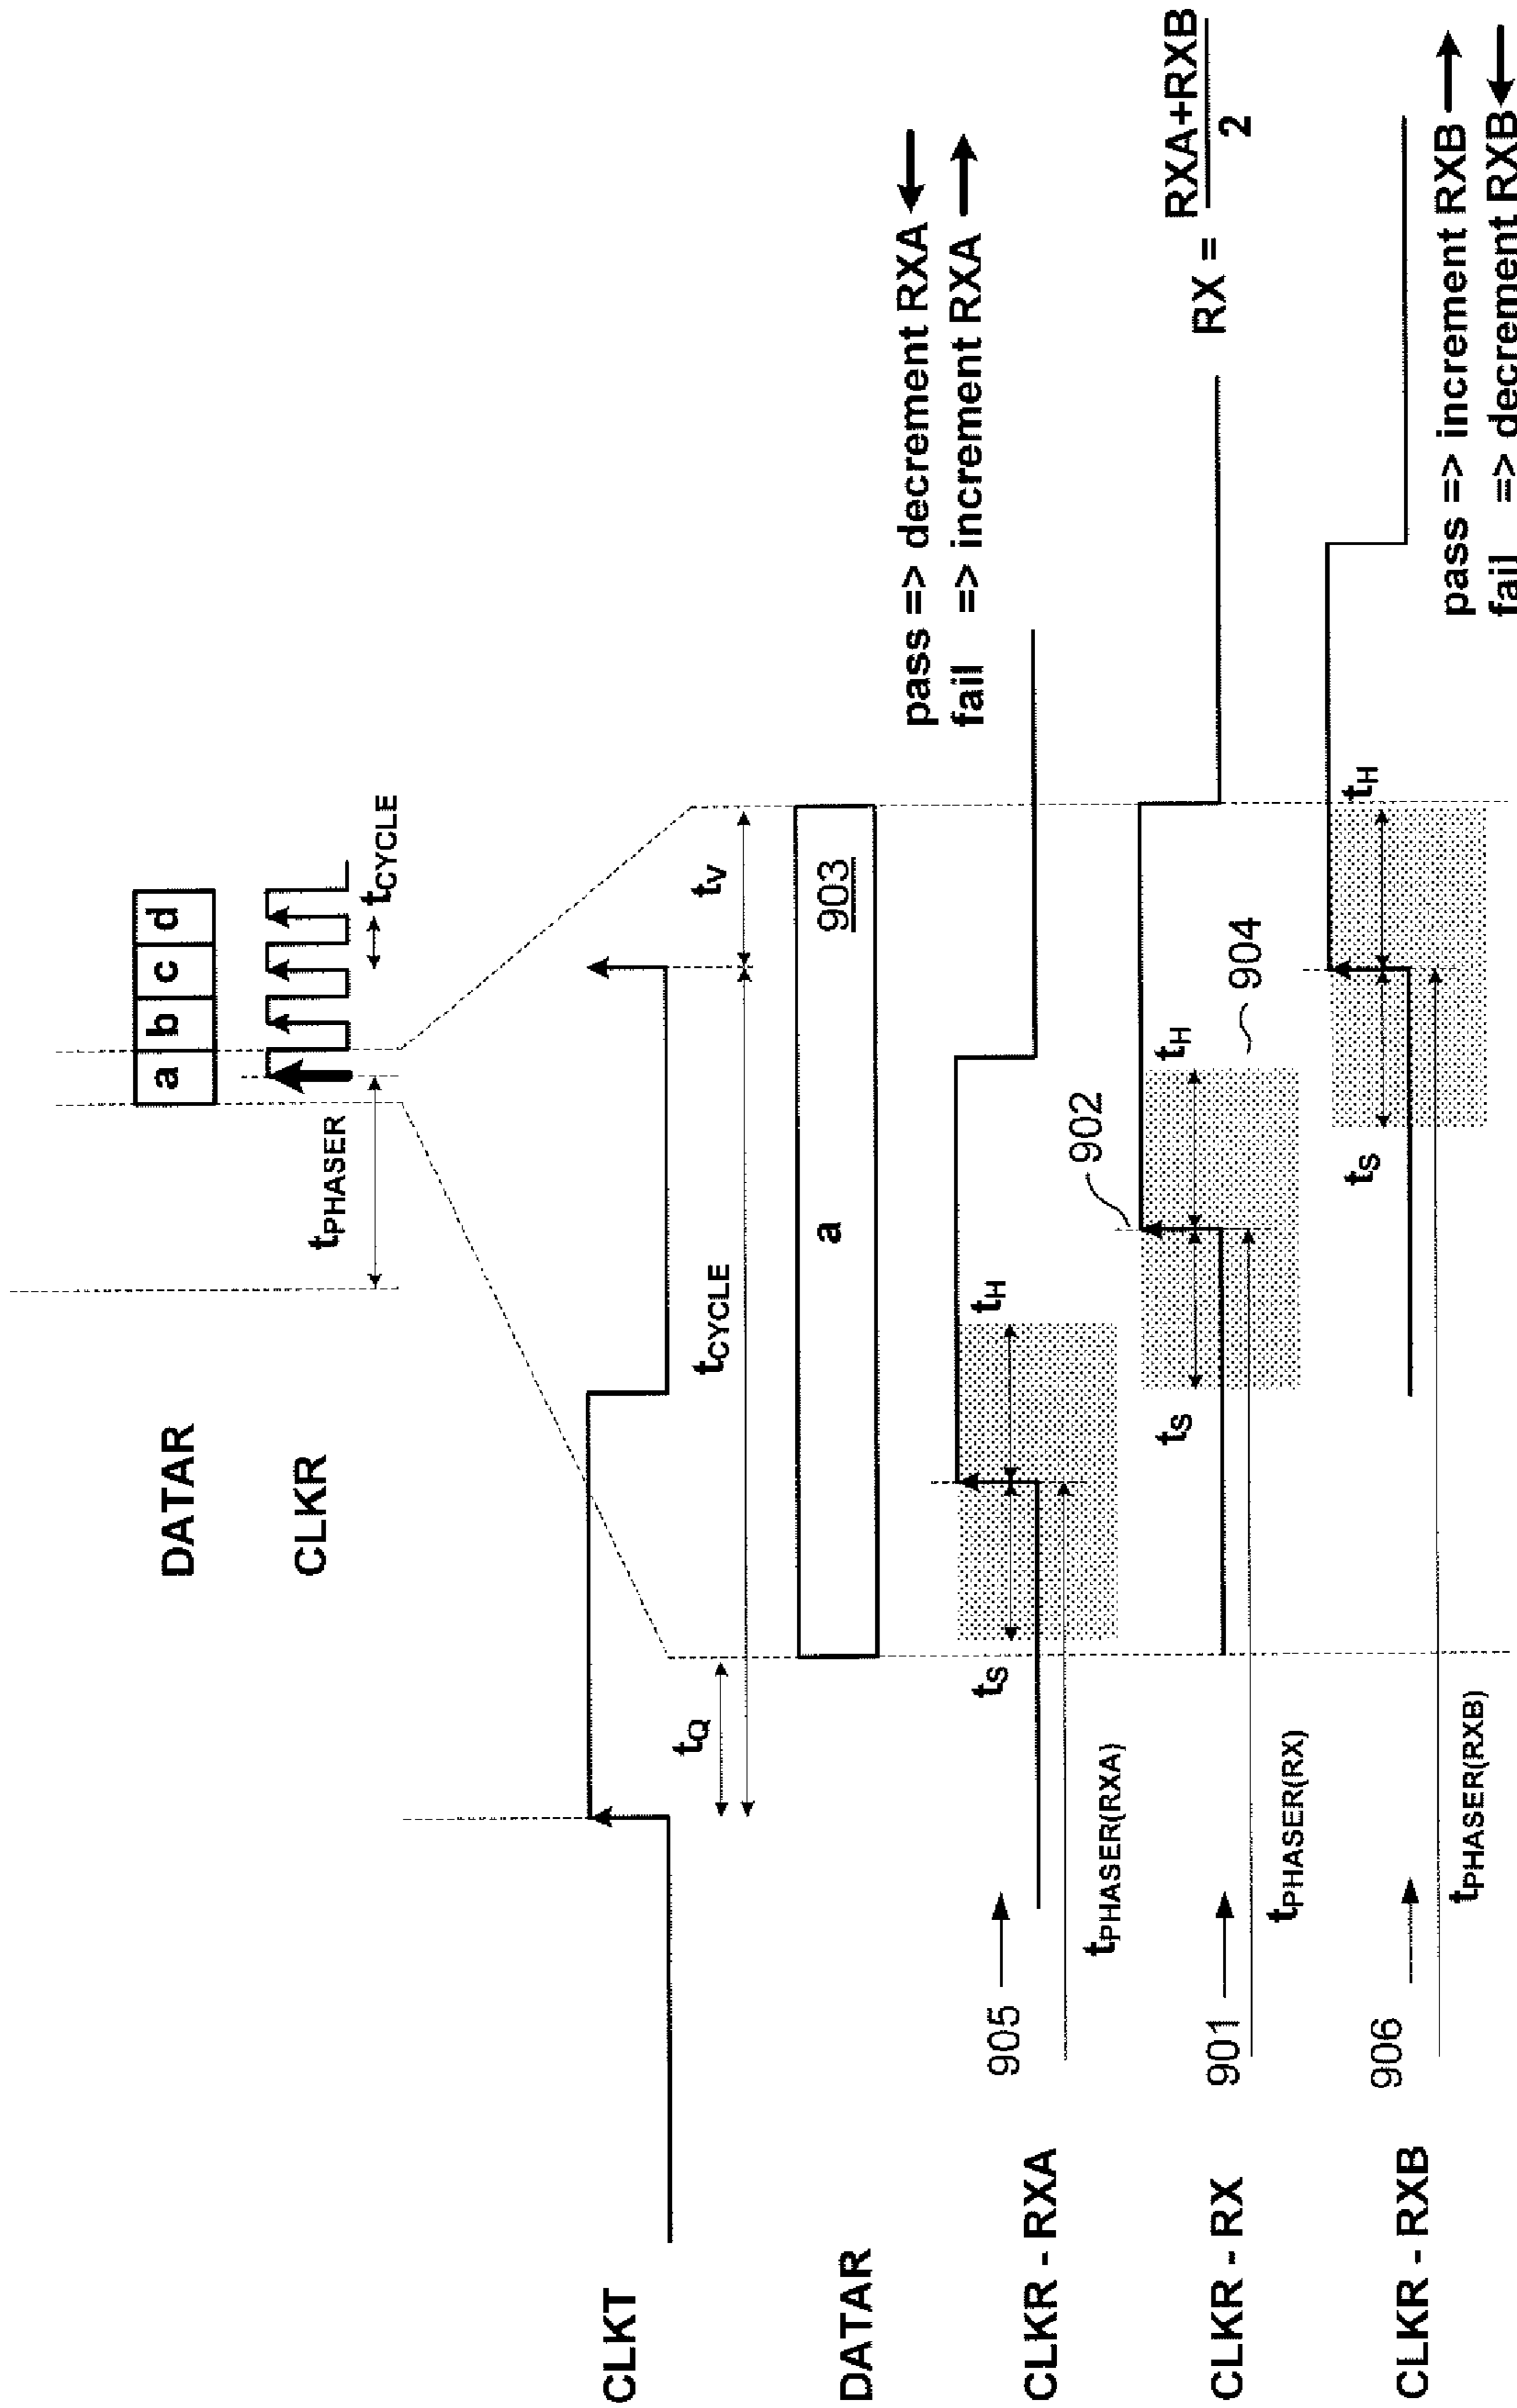 DATAR
a b c d
CLKR
tPHASER
tCYCLE
CLKT
tQ
tCYCLE
tV
DATAR
a
903
pass => decrement RXA
fail => increment RXA
CLKR - RXA
905
tS
tH
tPHASER(RXA)
902
904
RX = RXA+RXB
2
CLKR - RX
901
tS
tH
tPHASER(RX)
CLKR - RXB
906
tS
tH
tPHASER(RXB)
pass => increment RXB
fail => decrement RXB